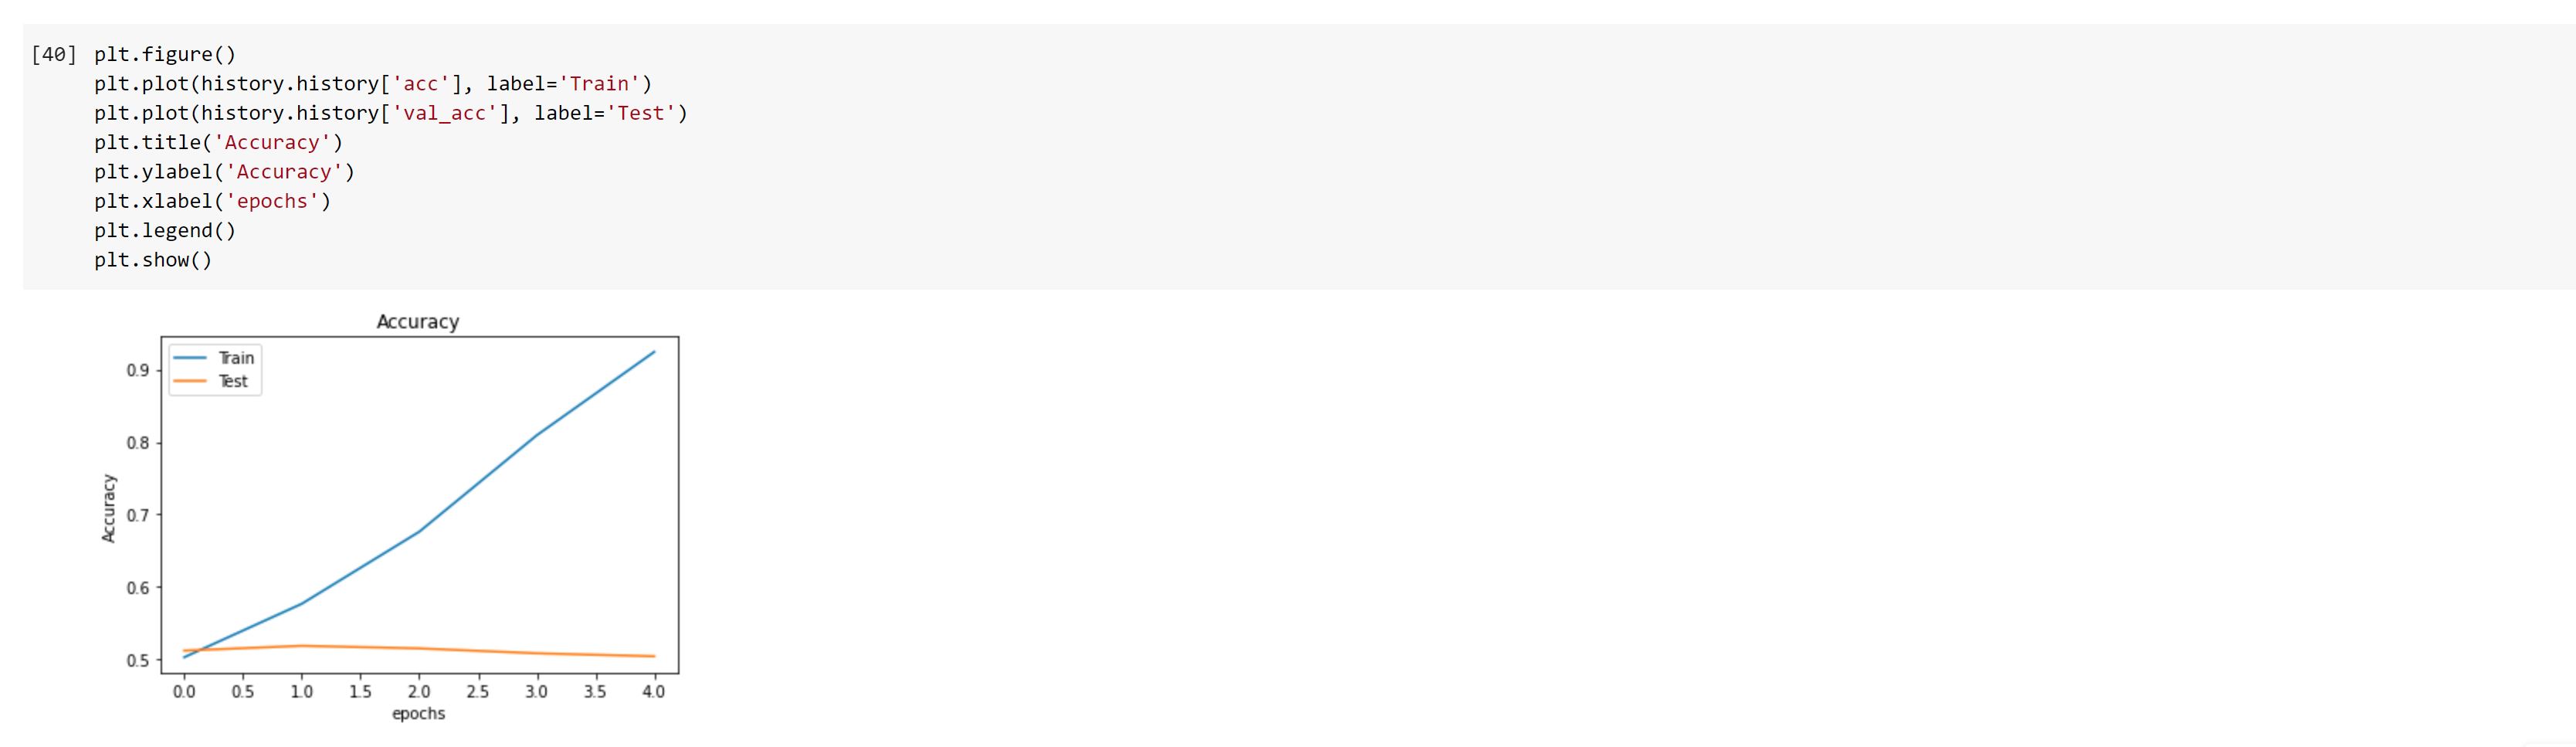 [40] plt.figure()
plt.plot(history.history['acc'], label='Train')
plt.plot(history.history['val_acc'], label='Test')
plt.title('Accuracy')
plt.ylabel('Accuracy')
plt.xlabel('epochs')
plt.legend()
plt.show()
Accuracy
Train
Test
0.9
0.8
0.7
0.6
0.5
Accuracy
0.0 0.5 1.0 1.5 2.0 2.5 3.0 3.5 4.0
epochs